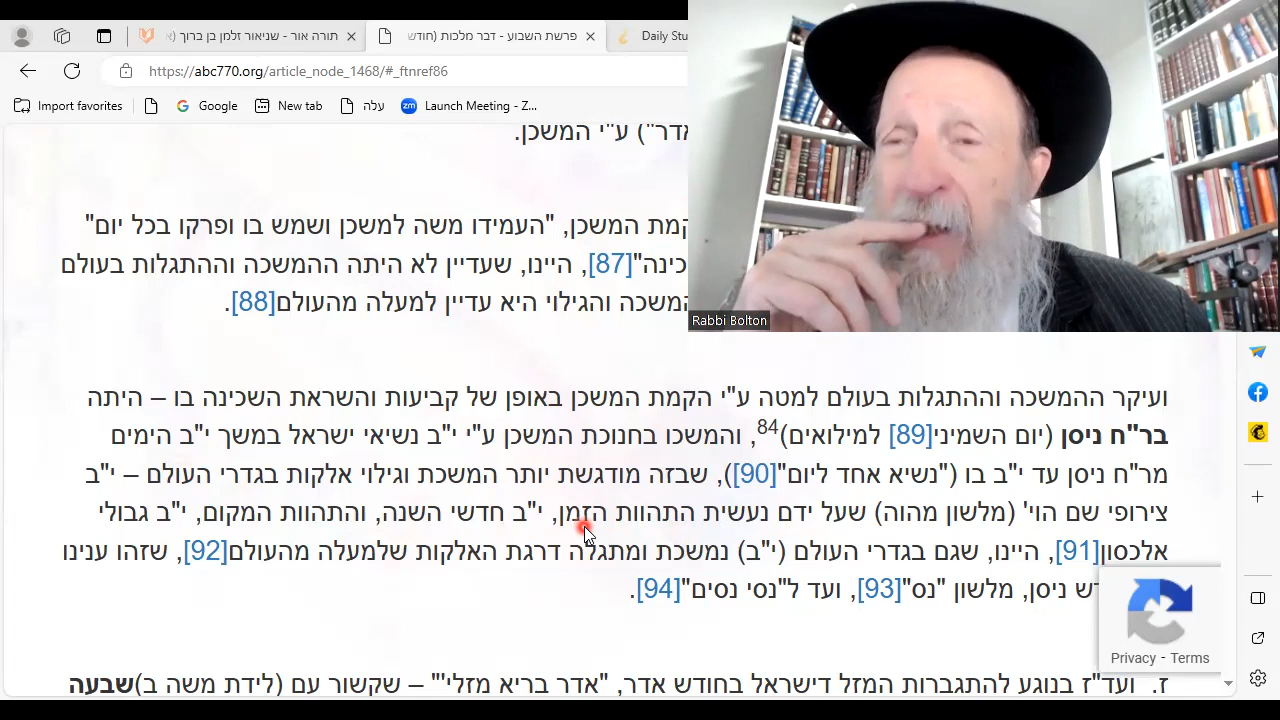 תורה אור - שניאור זלמן בן ברוך (א
פרשת השבוע - דבר מלכות (חודש
Daily Stu
https://abc770.org/article_node_1468/#_ftnref86
Import favorites
Google
New tab
עלה
Launch Meeting - Z...
אדר") ע"י המשכן.
קמת המשכן, "העמידו משה למשכן ושמש בו ופרקו בכל יום"
כינה"[87], היינו, שעדיין לא היתה ההמשכה וההתגלות בעולם
המשכה והגילוי היא עדיין למעלה מהעולם[88].
Rabbi Bolton
ועיקר ההמשכה וההתגלות בעולם למטה ע"י הקמת המשכן באופן של קביעות והשראת השכינה בו – היתה
בר"ח ניסן (יום השמיני[89] למילואים)84, והמשכו בחנוכת המשכן ע"י י"ב נשיאי ישראל במשך י"ב הימים
מר"ח ניסן עד י"ב בו ("נשיא אחד ליום"[90]), שבזה מודגשת יותר המשכת וגילוי אלקות בגדרי העולם – י"ב
צירופי שם הוי' (מלשון מהוה) שעל ידם נעשית התהוות הזמן, י"ב חדשי השנה, והתהוות המקום, י"ב גבולי
אלכסון[91], היינו, שגם בגדרי העולם (י"ב) נמשכת ומתגלה דרגת האלקות שלמעלה מהעולם[92], שזהו ענינו
דש ניסן, מלשון "נס"[93], ועד ל"נסי נסים"[94].
Privacy - Terms
ז. ועד"ז בנוגע להתגברות המזל דישראל בחודש אדר, "אדר בריא מזלי'" – שקשור עם (לידת משה ב)שבעה